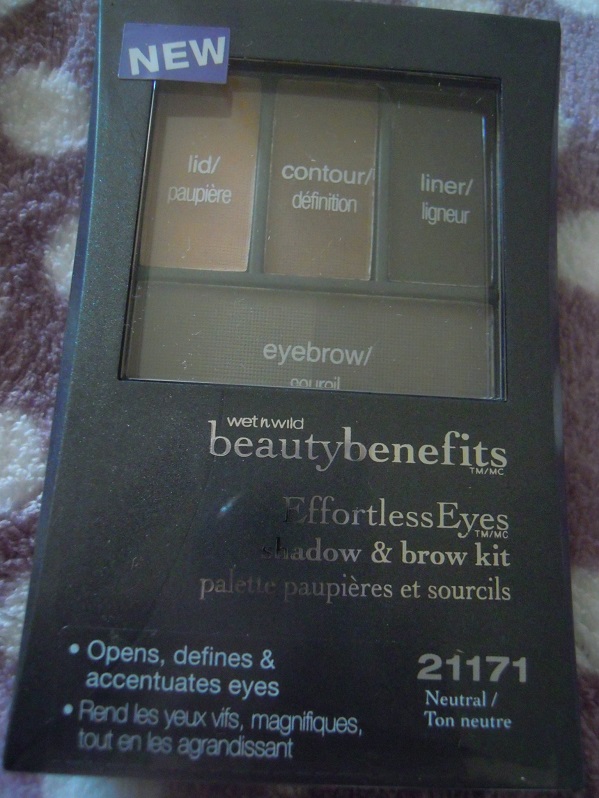 NEW
lid/
paupière
contour/
définition
liner/
ligneur
eyebrow/
sourcil
wet n wild
beautybenefits
TM/MC
EffortlessEyes
TM/MC
shadow & brow kit
palette paupières et sourcils
• Opens, defines &
accentuates eyes
• Rend les yeux vifs, magnifiques,
tout en les agrandissant
21171
Neutral /
Ton neutre